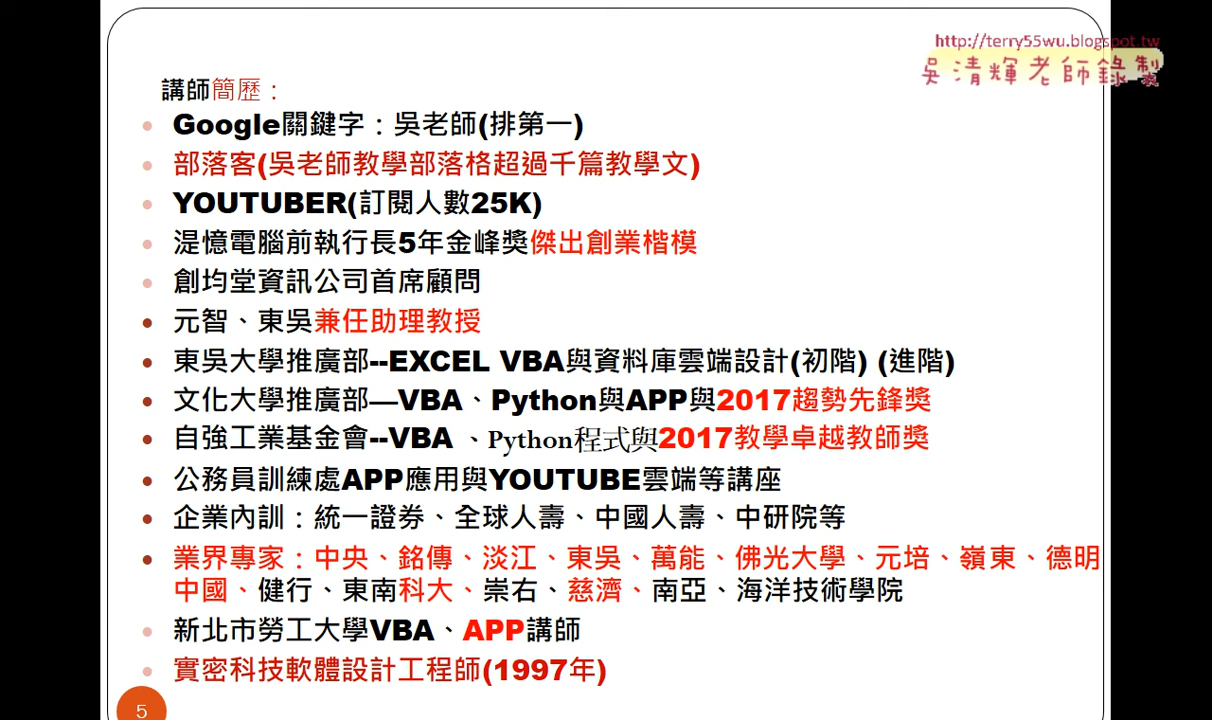 http://terry55wu.blogspot.tw
吳清輝老師錄製
講師簡歷：
Google關鍵字：吳老師(排第一)
部落客(吳老師教學部落格超過千篇教學文)
YOUTUBER(訂閱人數25K)
湜憶電腦前執行長5年金峰獎傑出創業楷模
創均堂資訊公司首席顧問
元智、東吳兼任助理教授
東吳大學推廣部--EXCEL VBA與資料庫雲端設計(初階) (進階)
文化大學推廣部—VBA、Python與APP與2017趨勢先鋒獎
自強工業基金會--VBA 、Python程式與2017教學卓越教師獎
公務員訓練處APP應用與YOUTUBE雲端等講座
企業內訓：統一證券、全球人壽、中國人壽、中研院等
業界專家：中央、銘傳、淡江、東吳、萬能、佛光大學、元培、嶺東、德明
中國、健行、東南科大、崇右、慈濟、南亞、海洋技術學院
新北市勞工大學VBA、APP講師
實密科技軟體設計工程師(1997年)
5